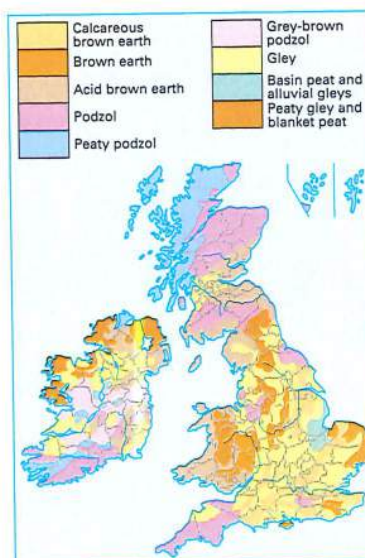 Calcareous
brown earth
Brown earth
Acid brown earth
Podzol
Peaty podzol
Grey-brown
podzol
Gley
Basin peat and
alluvial gleys
Peaty gley and
blanket peat